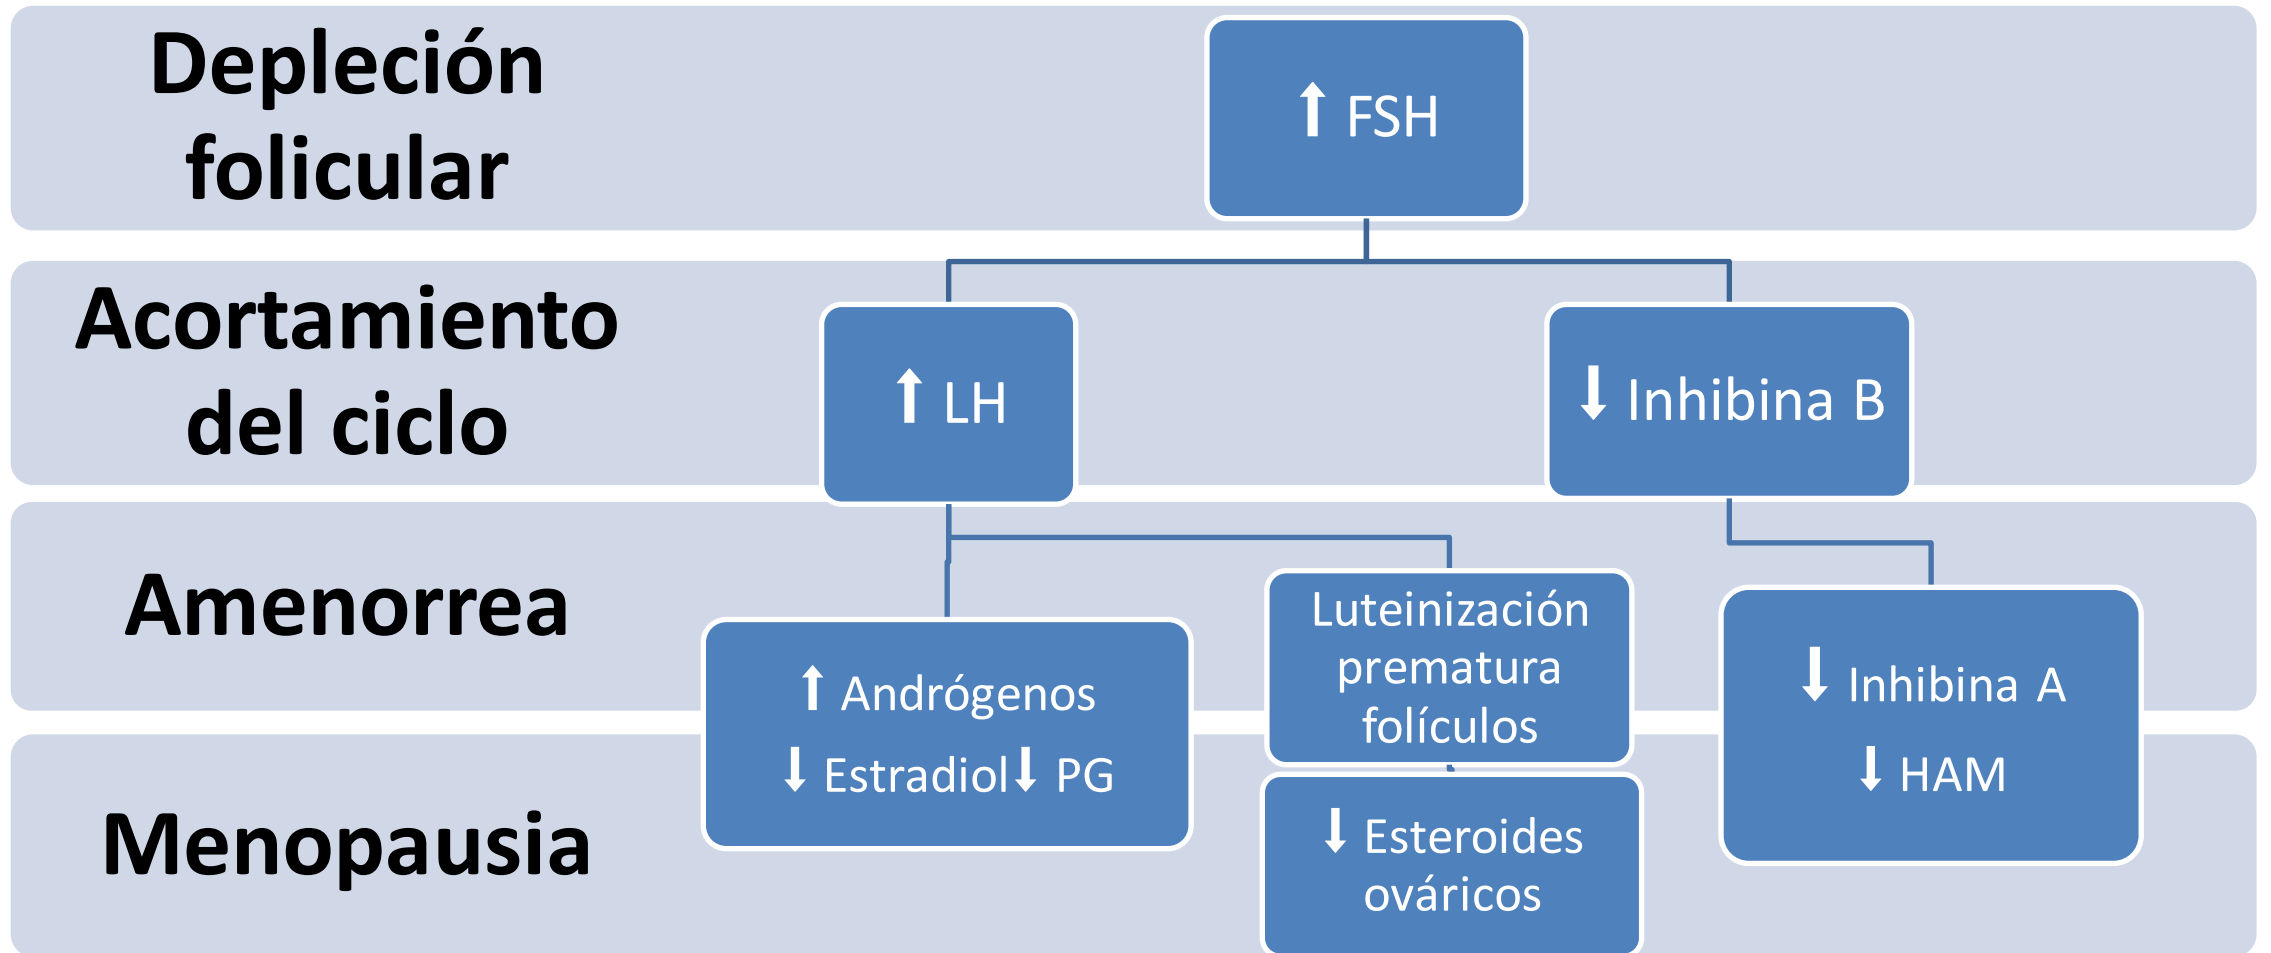 Depleción
folicular
↑ FSH
Acortamiento
del ciclo
↑ LH
↓ Inhibina B
Amenorrea
↑ Andrógenos
↓ Estradiol ↓ PG
Luteinización
prematura
folículos
↓ Inhibina A
↓ HAM
Menopausia
↓ Esteroides
ováricos